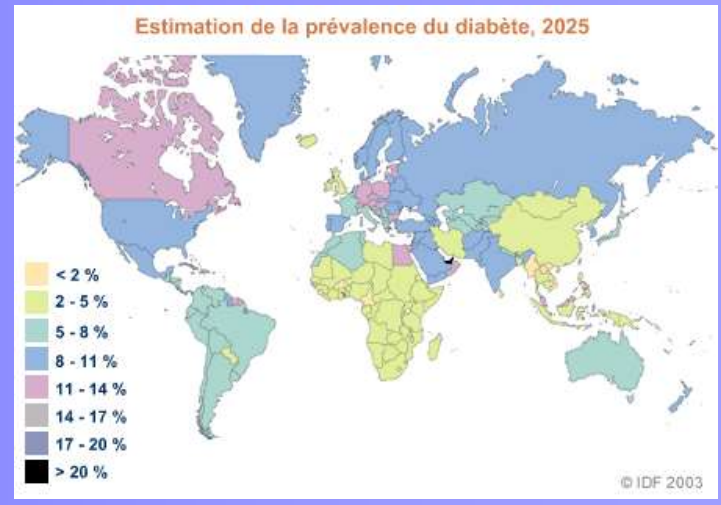 Estimation de la prévalence du diabète, 2025
< 2 %
2 - 5 %
5 - 8 %
8 - 11 %
11 - 14 %
14 - 17 %
17 - 20 %
> 20 %
© IDF 2003